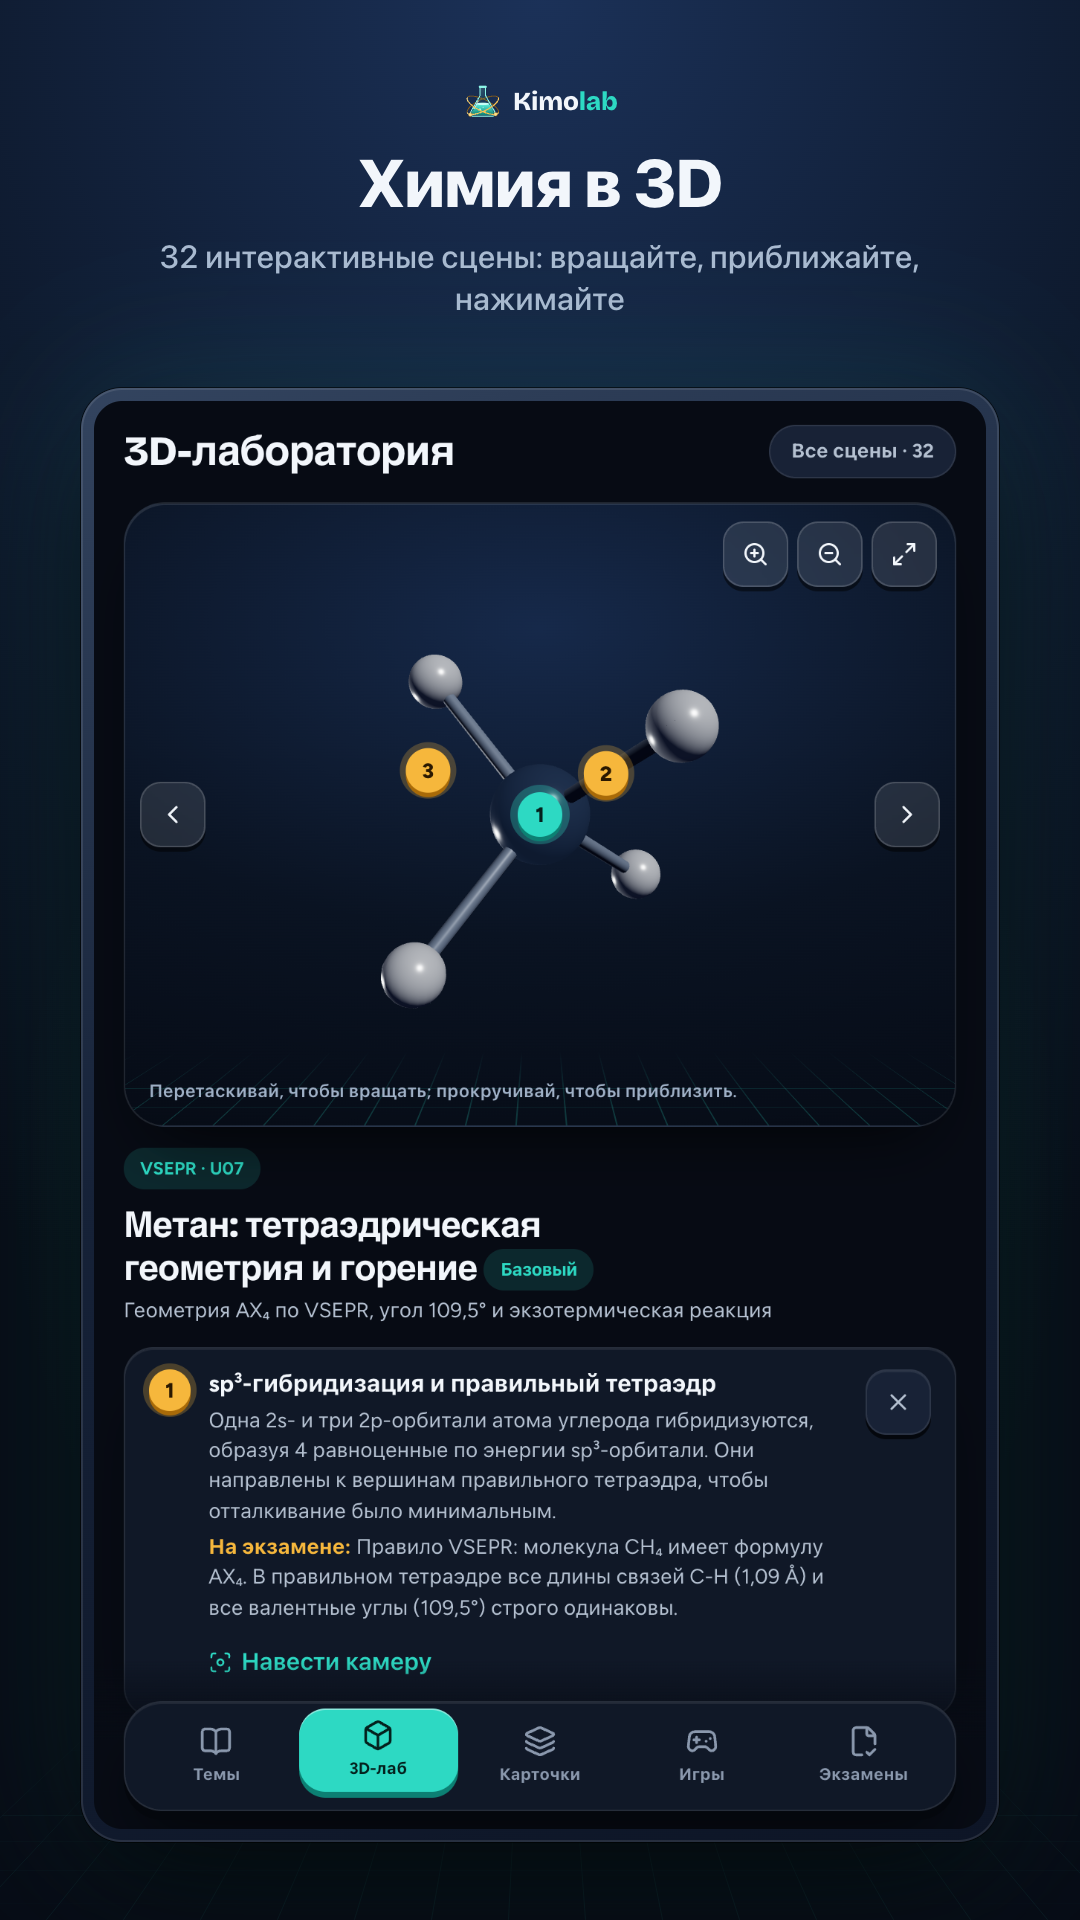 Kimolab
Химия в 3D
32 интерактивные сцены: вращайте, приближайте,
нажимайте
3D-лаборатория
Все сцены · 32
3
2
1
Перетаскивай, чтобы вращать; прокручивай, чтобы приблизить.
VSEPR · U07
Метан: тетраэдрическая
геометрия и горение Базовый
Геометрия AX₄ по VSEPR, угол 109,5° и экзотермическая реакция
1 sp³-гибридизация и правильный тетраэдр
Одна 2s- и три 2p-орбитали атома углерода гибридизуются,
образуя 4 равноценные по энергии sp³-орбитали. Они
направлены к вершинам правильного тетраэдра, чтобы
отталкивание было минимальным.
На экзамене: Правило VSEPR: молекула CH₄ имеет формулу
AX₄. В правильном тетраэдре все длины связей C-H (1,09 Å) и
все валентные углы (109,5°) строго одинаковы.
Навести камеру
Темы
3D-лаб
Карточки
Игры
Экзамены